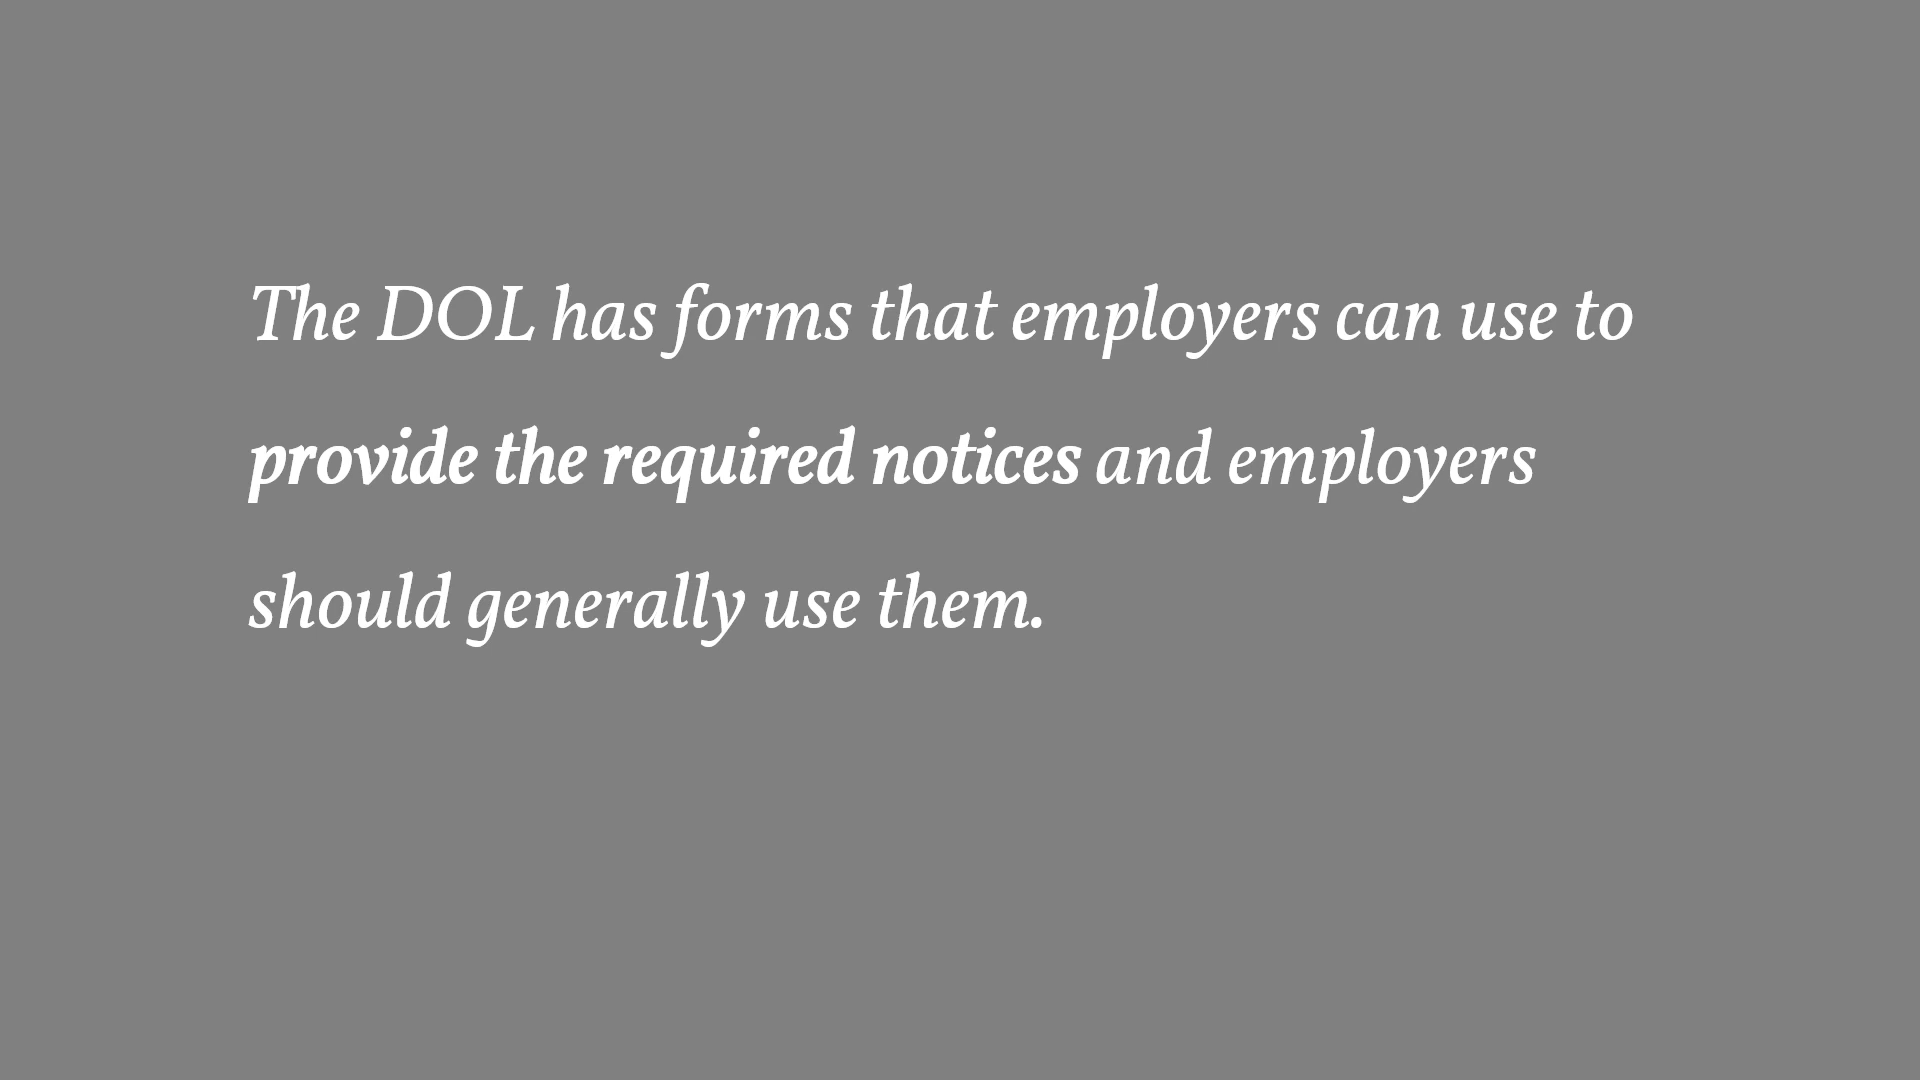 The DOL has forms that employers can use to
provide the required notices and employers
should generally use them.